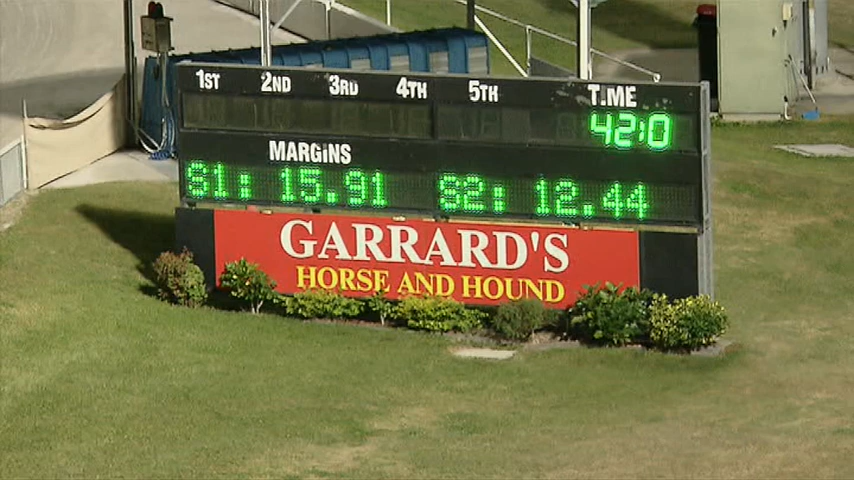 1ST 2ND 3RD 4TH 5TH TIME
42:0
MARGINS
S1: 15.91 S2: 12.44
GARRARD'S
HORSE AND HOUND